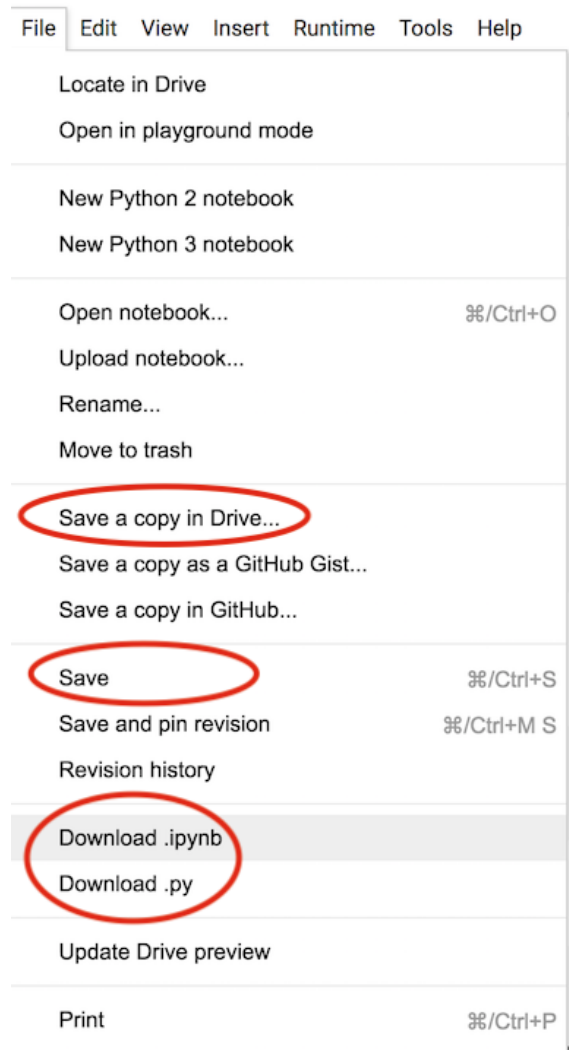 File Edit View Insert Runtime Tools Help
Locate in Drive
Open in playground mode
New Python 2 notebook
New Python 3 notebook
Open notebook... ⌘/Ctrl+O
Upload notebook...
Rename...
Move to trash
Save a copy in Drive...
Save a copy as a GitHub Gist...
Save a copy in GitHub...
Save ⌘/Ctrl+S
Save and pin revision ⌘/Ctrl+M S
Revision history
Download .ipynb
Download .py
Update Drive preview
Print ⌘/Ctrl+P